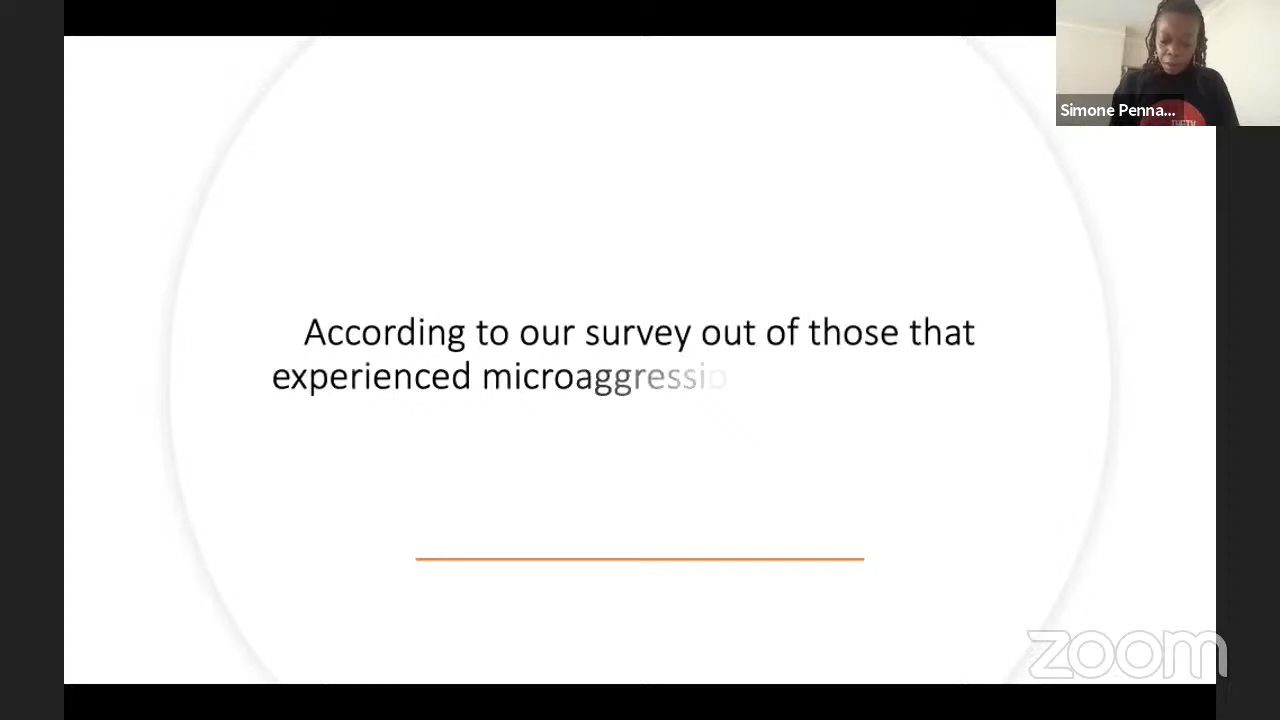 Simone Penna...
According to our survey out of those that
experienced microaggressio
zoom